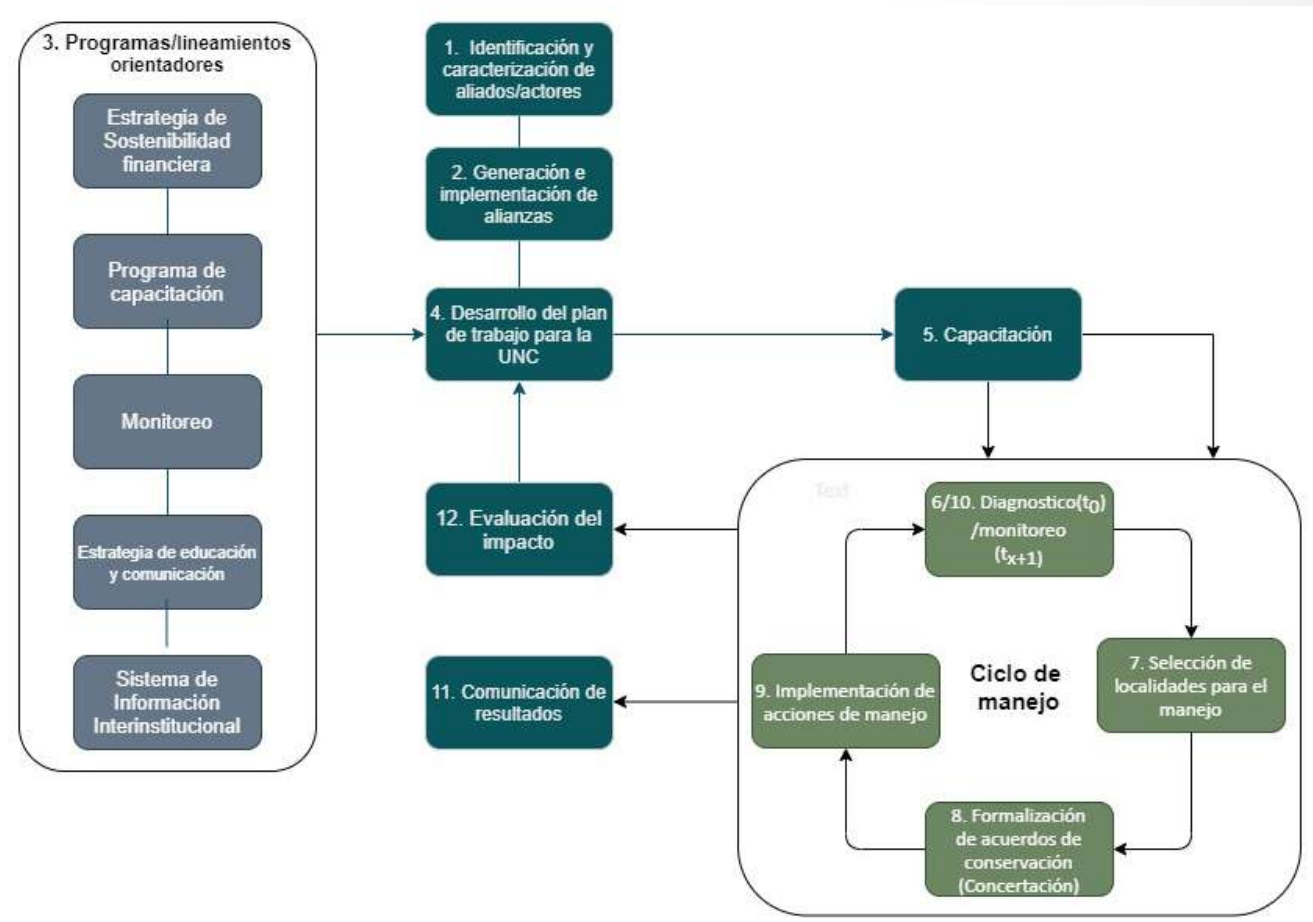 3. Programas/lineamientos
orientadores
Estrategia de
Sostenibilidad
financiera
Programa de
capacitación
Monitoreo
Estrategia de educación
y comunicación
Sistema de
Información
Interinstitucional
1. Identificación y
caracterización de
aliados/actores
2. Generación e
implementación de
alianzas
4. Desarrollo del plan
de trabajo para la
UNC
5. Capacitación
12. Evaluación del
impacto
11. Comunicación de
resultados
Text
6/10. Diagnostico(t0)
/monitoreo
(tx+1)
7. Selección de
localidades para el
manejo
Ciclo de
manejo
9. Implementación de
acciones de manejo
8. Formalización
de acuerdos de
conservación
(Concertación)